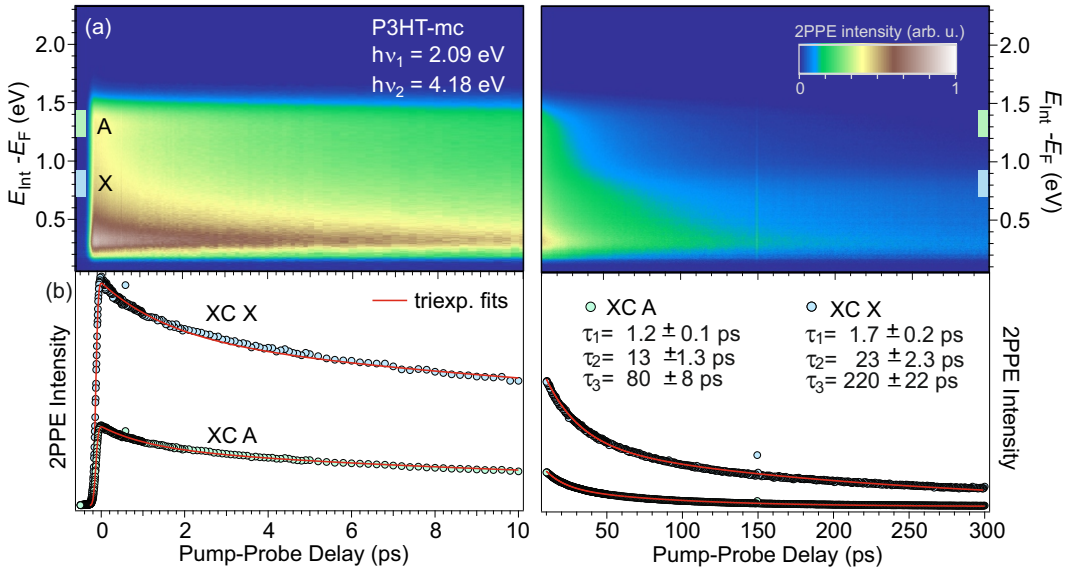 (a)
P3HT-mc
hν₁ = 2.09 eV
hν₂ = 4.18 eV
A
X
E_Int -E_F (eV)
2.0
1.5
1.0
0.5
2PPE intensity (arb. u.)
0 1
2.0
1.5
1.0
0.5
E_Int -E_F (eV)
(b)
XC X
triexp. fits
XC A
2PPE Intensity
0 2 4 6 8 10
Pump-Probe Delay (ps)
XC A XC X
τ₁= 1.2 ± 0.1 ps τ₁= 1.7 ± 0.2 ps
τ₂= 13 ±1.3 ps τ₂= 23 ± 2.3 ps
τ₃= 80 ± 8 ps τ₃= 220 ± 22 ps
2PPE Intensity
50 100 150 200 250 300
Pump-Probe Delay (ps)